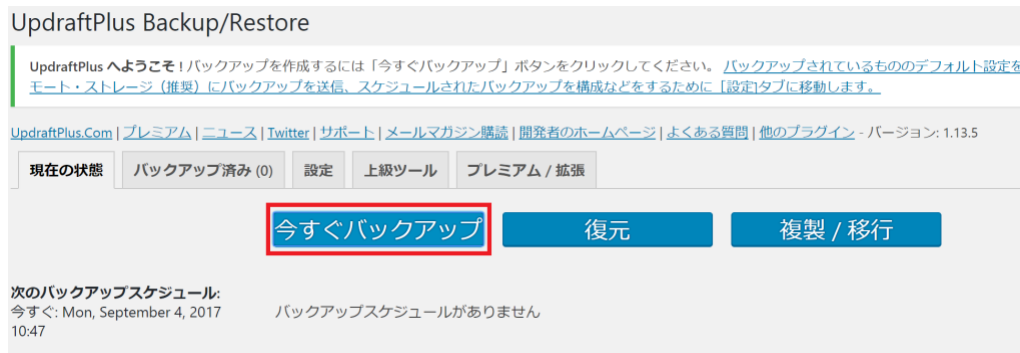 UpdraftPlus Backup/Restore
UpdraftPlus へようこそ ! バックアップを作成するには「今すぐバックアップ」ボタンをクリックしてください。 バックアップされているもののデフォルト設定を
モート・ストレージ（推奨）にバックアップを送信、スケジュールされたバックアップを構成などをするために［設定]タブに移動します。
UpdraftPlus.Com | プレミアム | ニュース | Twitter | サポート | メールマガジン購読 | 開発者のホームページ | よくある質問 | 他のプラグイン - バージョン: 1.13.5
現在の状態 バックアップ済み (0) 設定 上級ツール プレミアム / 拡張
今すぐバックアップ 復元 複製 / 移行
次のバックアップスケジュール:
今すぐ: Mon, September 4, 2017 バックアップスケジュールがありません
10:47